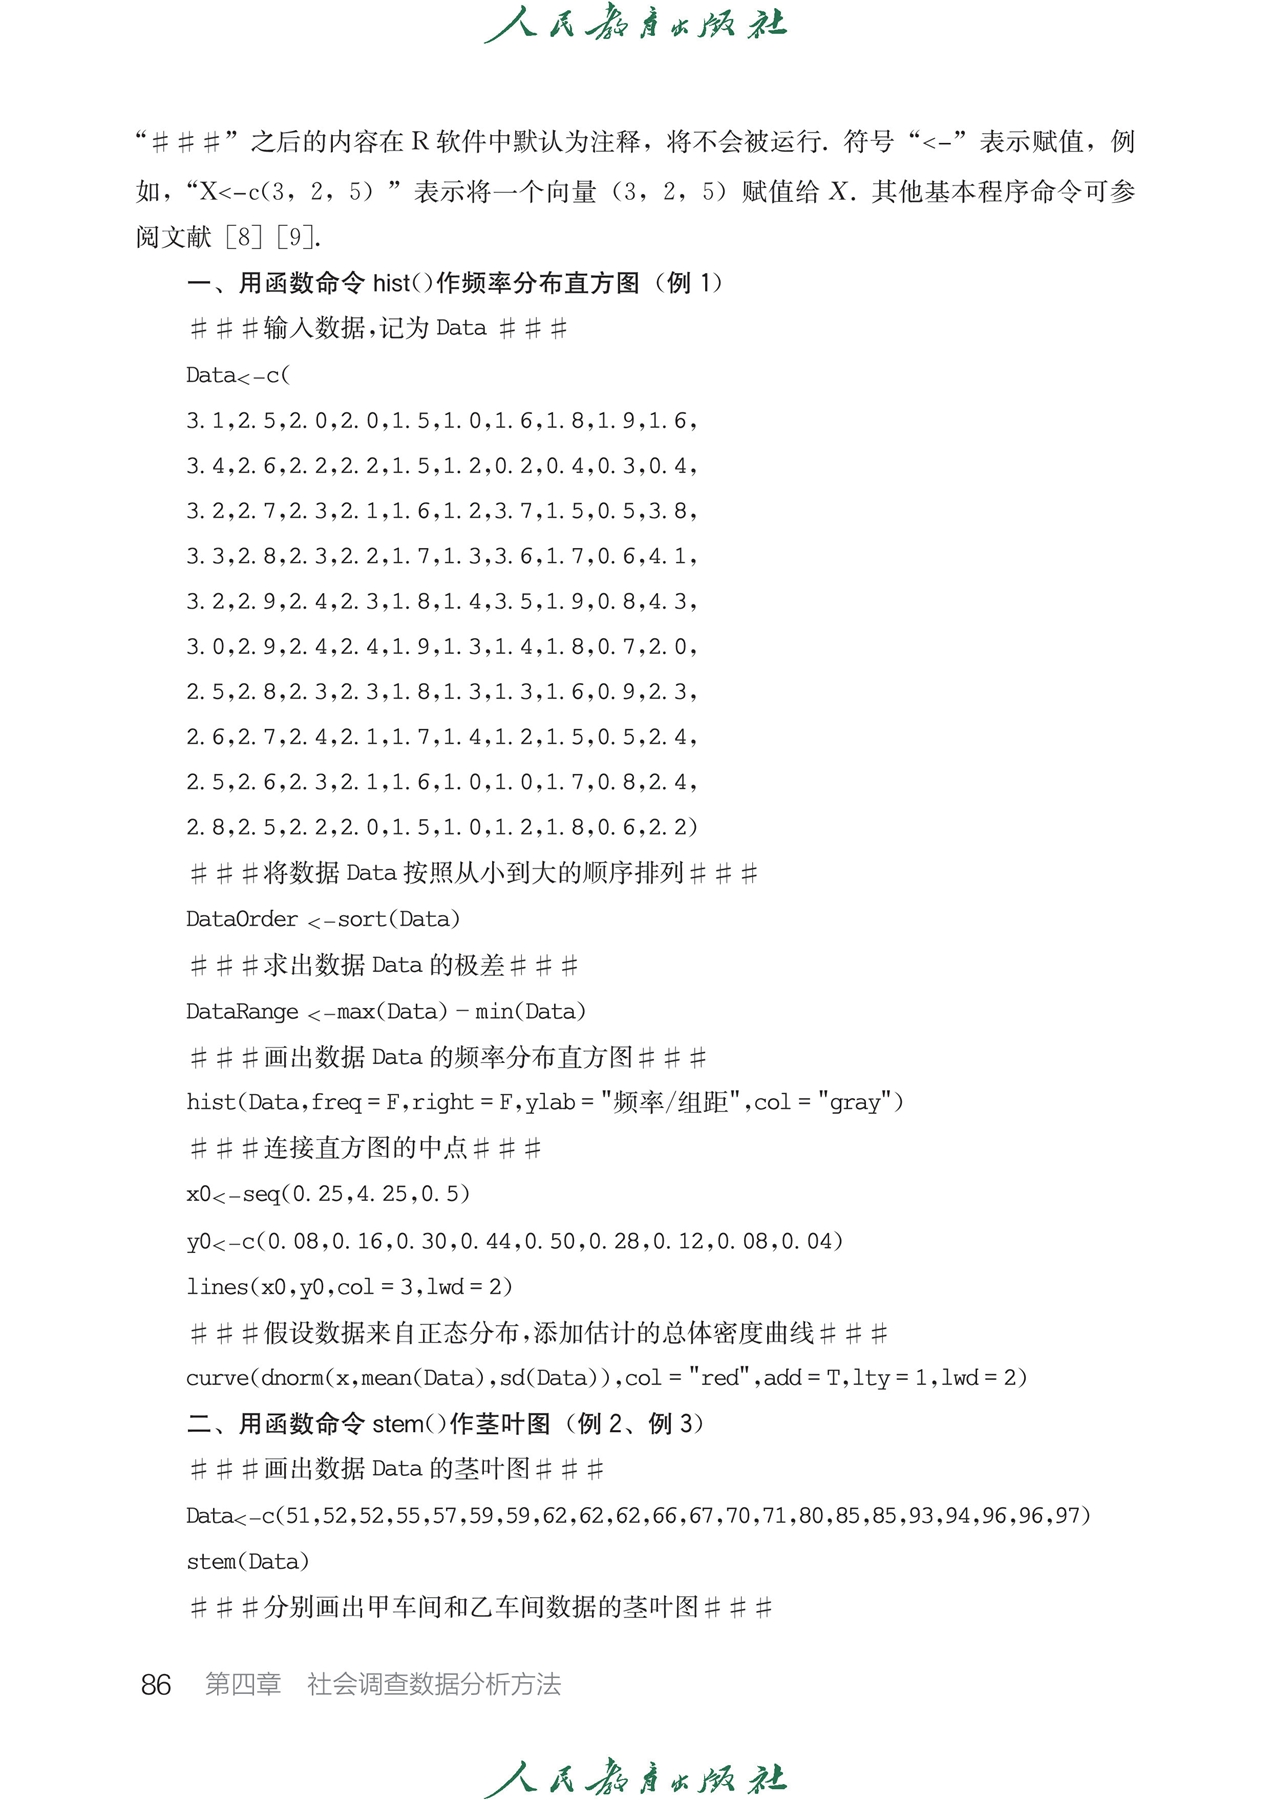 人民教育出版社
“###”之后的内容在 R 软件中默认为注释，将不会被运行．符号“<-”表示赋值，例
如，“X<-c(3，2，5）”表示将一个向量（3，2，5）赋值给 X．其他基本程序命令可参
阅文献［8］［9］．
一、用函数命令 hist()作频率分布直方图（例 1）
###输入数据,记为 Data ###
Data<-c(
3.1,2.5,2.0,2.0,1.5,1.0,1.6,1.8,1.9,1.6,
3.4,2.6,2.2,2.2,1.5,1.2,0.2,0.4,0.3,0.4,
3.2,2.7,2.3,2.1,1.6,1.2,3.7,1.5,0.5,3.8,
3.3,2.8,2.3,2.2,1.7,1.3,3.6,1.7,0.6,4.1,
3.2,2.9,2.4,2.3,1.8,1.4,3.5,1.9,0.8,4.3,
3.0,2.9,2.4,2.4,1.9,1.3,1.4,1.8,0.7,2.0,
2.5,2.8,2.3,2.3,1.8,1.3,1.3,1.6,0.9,2.3,
2.6,2.7,2.4,2.1,1.7,1.4,1.2,1.5,0.5,2.4,
2.5,2.6,2.3,2.1,1.6,1.0,1.0,1.7,0.8,2.4,
2.8,2.5,2.2,2.0,1.5,1.0,1.2,1.8,0.6,2.2)
###将数据 Data 按照从小到大的顺序排列###
DataOrder <-sort(Data)
###求出数据 Data 的极差###
DataRange <-max(Data)-min(Data)
###画出数据 Data 的频率分布直方图###
hist(Data,freq=F,right=F,ylab="频率/组距",col="gray")
###连接直方图的中点###
x0<-seq(0.25,4.25,0.5)
y0<-c(0.08,0.16,0.30,0.44,0.50,0.28,0.12,0.08,0.04)
lines(x0,y0,col=3,lwd=2)
###假设数据来自正态分布,添加估计的总体密度曲线###
curve(dnorm(x,mean(Data),sd(Data)),col="red",add=T,lty=1,lwd=2)
二、用函数命令 stem()作茎叶图（例 2、例 3）
###画出数据 Data 的茎叶图###
Data<-c(51,52,52,55,57,59,59,62,62,62,66,67,70,71,80,85,85,93,94,96,96,97)
stem(Data)
###分别画出甲车间和乙车间数据的茎叶图###
86 第四章 社会调查数据分析方法
人民教育出版社